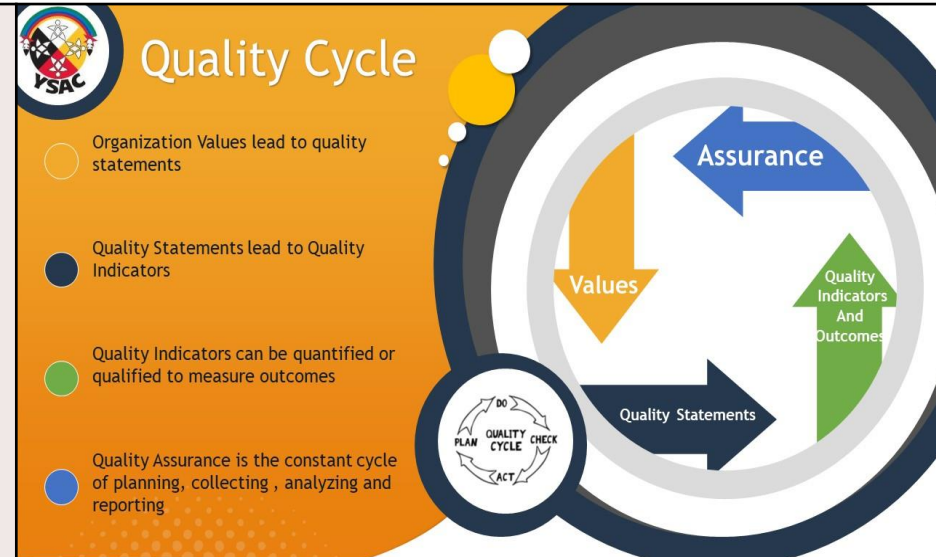 YSAC
Quality Cycle
Organization Values lead to quality
statements
Quality Statements lead to Quality
Indicators
Quality Indicators can be quantified or
qualified to measure outcomes
Quality Assurance is the constant cycle
of planning, collecting , analyzing and
reporting
Assurance
Values
Quality
Indicators
And
Outcomes
Quality Statements
DO
PLAN
QUALITY
CYCLE
CHECK
ACT